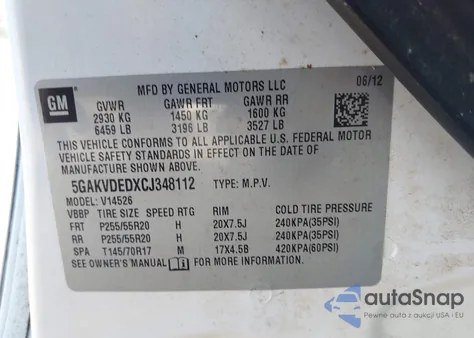 GM
MFD BY GENERAL MOTORS LLC
06/12
GVWR GAWR FRT GAWR RR
2930 KG 1450 KG 1600 KG
6459 LB 3196 LB 3527 LB
THIS VEHICLE CONFORMS TO ALL APPLICABLE U.S. FEDERAL MOTOR
VEHICLE SAFETY STANDARDS IN EFFECT ON THE DATE OF
MANUFACTURE SHOWN ABOVE.
5GAKVDEDXCJ348112 TYPE: M.P.V.
MODEL: V14526
VBBP TIRE SIZE SPEED RTG RIM COLD TIRE PRESSURE
FRT P255/55R20 H 20X7.5J 240KPA(35PSI)
RR P255/55R20 H 20X7.5J 240KPA(35PSI)
SPA T145/70R17 M 17X4.5B 420KPA(60PSI)
SEE OWNER'S MANUAL FOR MORE INFORMATION.
autoSnap
Pewne auta z USA i EU